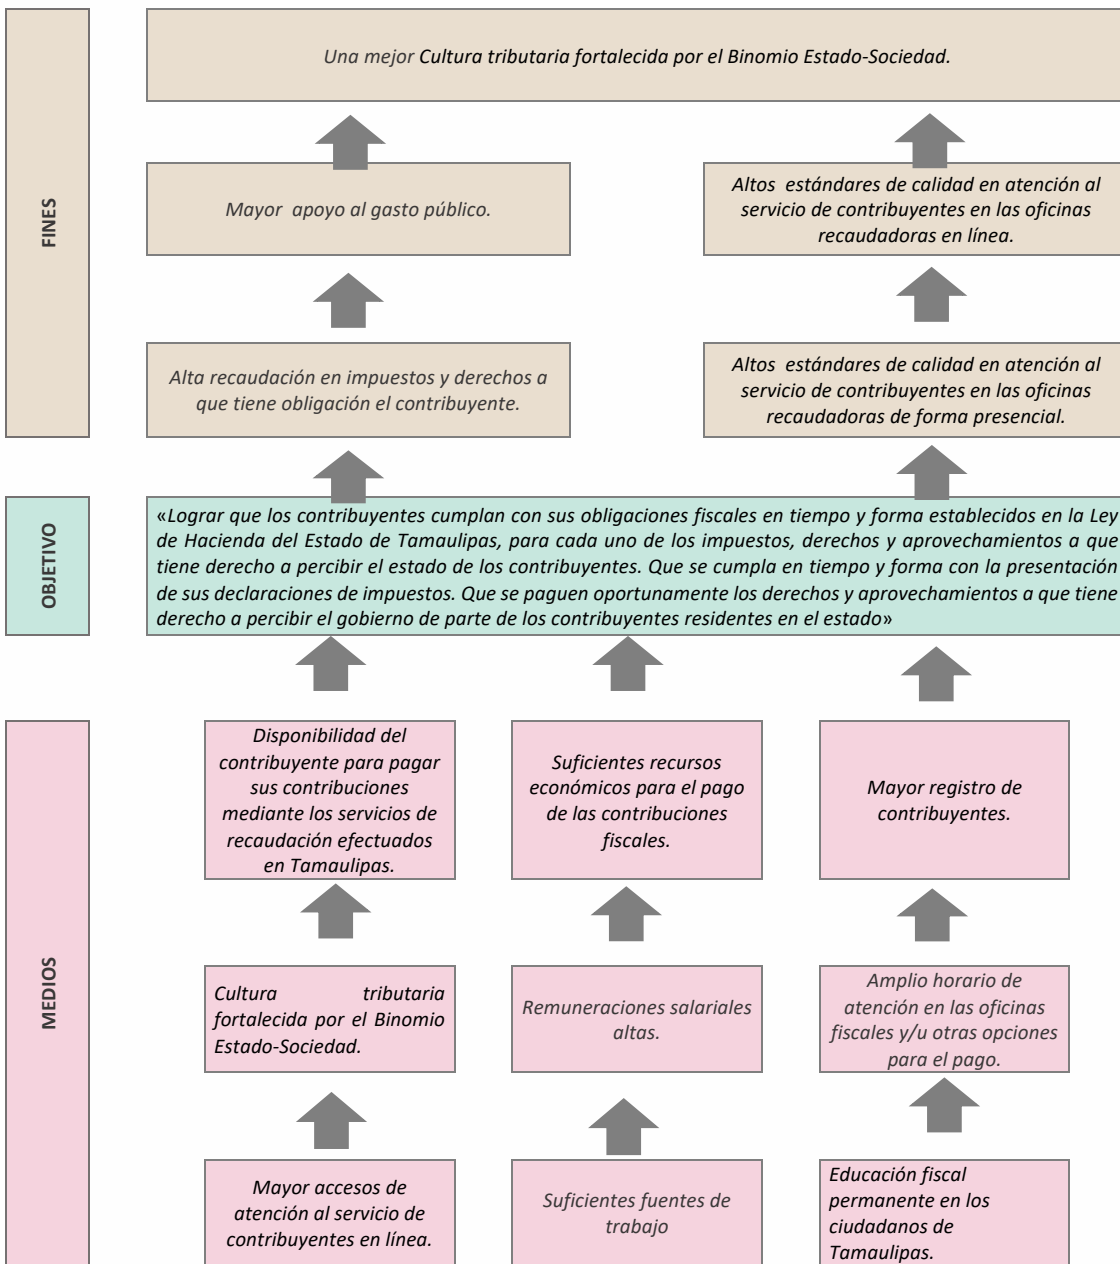 Una mejor Cultura tributaria fortalecida por el Binomio Estado-Sociedad.
FINES
Mayor apoyo al gasto público.
Altos estándares de calidad en atención al
servicio de contribuyentes en las oficinas
recaudadoras en línea.
Alta recaudación en impuestos y derechos a
que tiene obligación el contribuyente.
Altos estándares de calidad en atención al
servicio de contribuyentes en las oficinas
recaudadoras de forma presencial.
OBJETIVO
«Lograr que los contribuyentes cumplan con sus obligaciones fiscales en tiempo y forma establecidos en la Ley
de Hacienda del Estado de Tamaulipas, para cada uno de los impuestos, derechos y aprovechamientos a que
tiene derecho a percibir el estado de los contribuyentes. Que se cumpla en tiempo y forma con la presentación
de sus declaraciones de impuestos. Que se paguen oportunamente los derechos y aprovechamientos a que tiene
derecho a percibir el gobierno de parte de los contribuyentes residentes en el estado»
MEDIOS
Disponibilidad del
contribuyente para pagar
sus contribuciones
mediante los servicios de
recaudación efectuados
en Tamaulipas.
Suficientes recursos
económicos para el pago
de las contribuciones
fiscales.
Mayor registro de
contribuyentes.
Cultura tributaria
fortalecida por el Binomio
Estado-Sociedad.
Remuneraciones salariales
altas.
Amplio horario de
atención en las oficinas
fiscales y/u otras opciones
para el pago.
Mayor accesos de
atención al servicio de
contribuyentes en línea.
Suficientes fuentes de
trabajo
Educación fiscal
permanente en los
ciudadanos de
Tamaulipas.